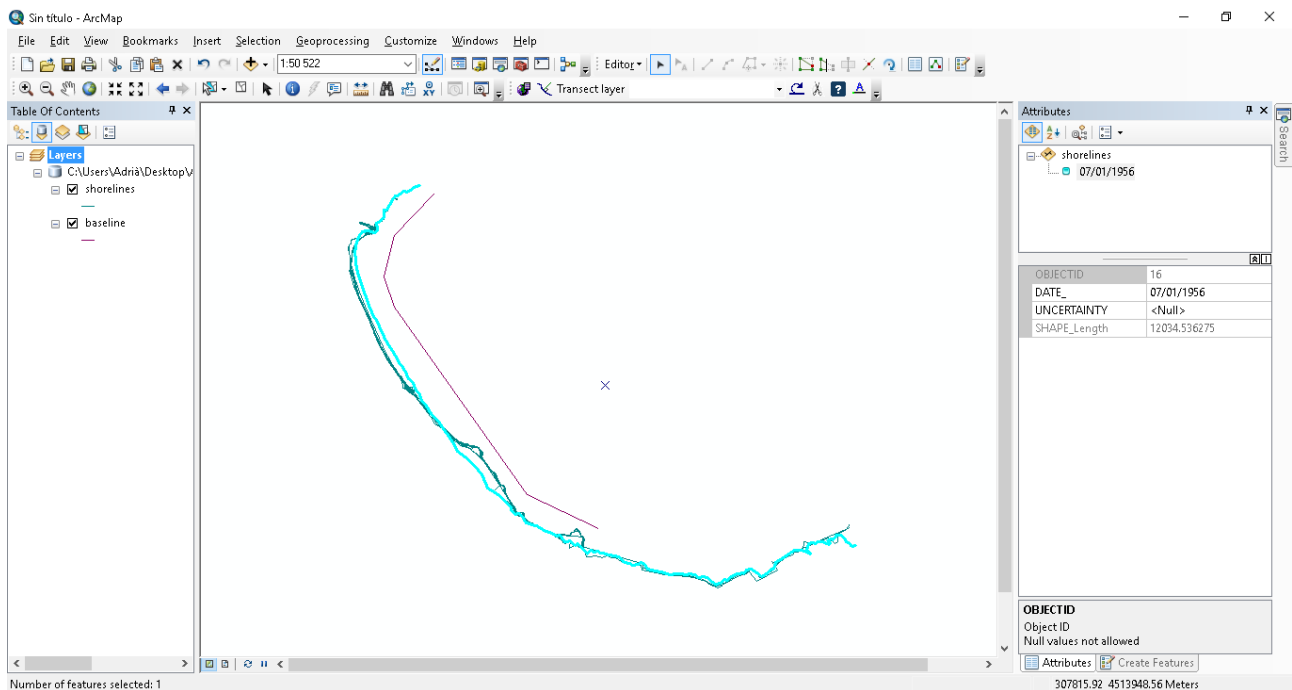 Sin título - ArcMap
File Edit View Bookmarks Insert Selection Geoprocessing Customize Windows Help
1:50 522
Editor
Transect layer
Table Of Contents
Layers
C:\Users\Adrià\Desktop\
shorelines
baseline
Attributes
shorelines
07/01/1956
OBJECTID 16
DATE_ 07/01/1956
UNCERTAINTY <Null>
SHAPE_Length 12034.536275
OBJECTID
Object ID
Null values not allowed
Attributes Create Features
Search
Number of features selected: 1
307815.92 4513948.56 Meters